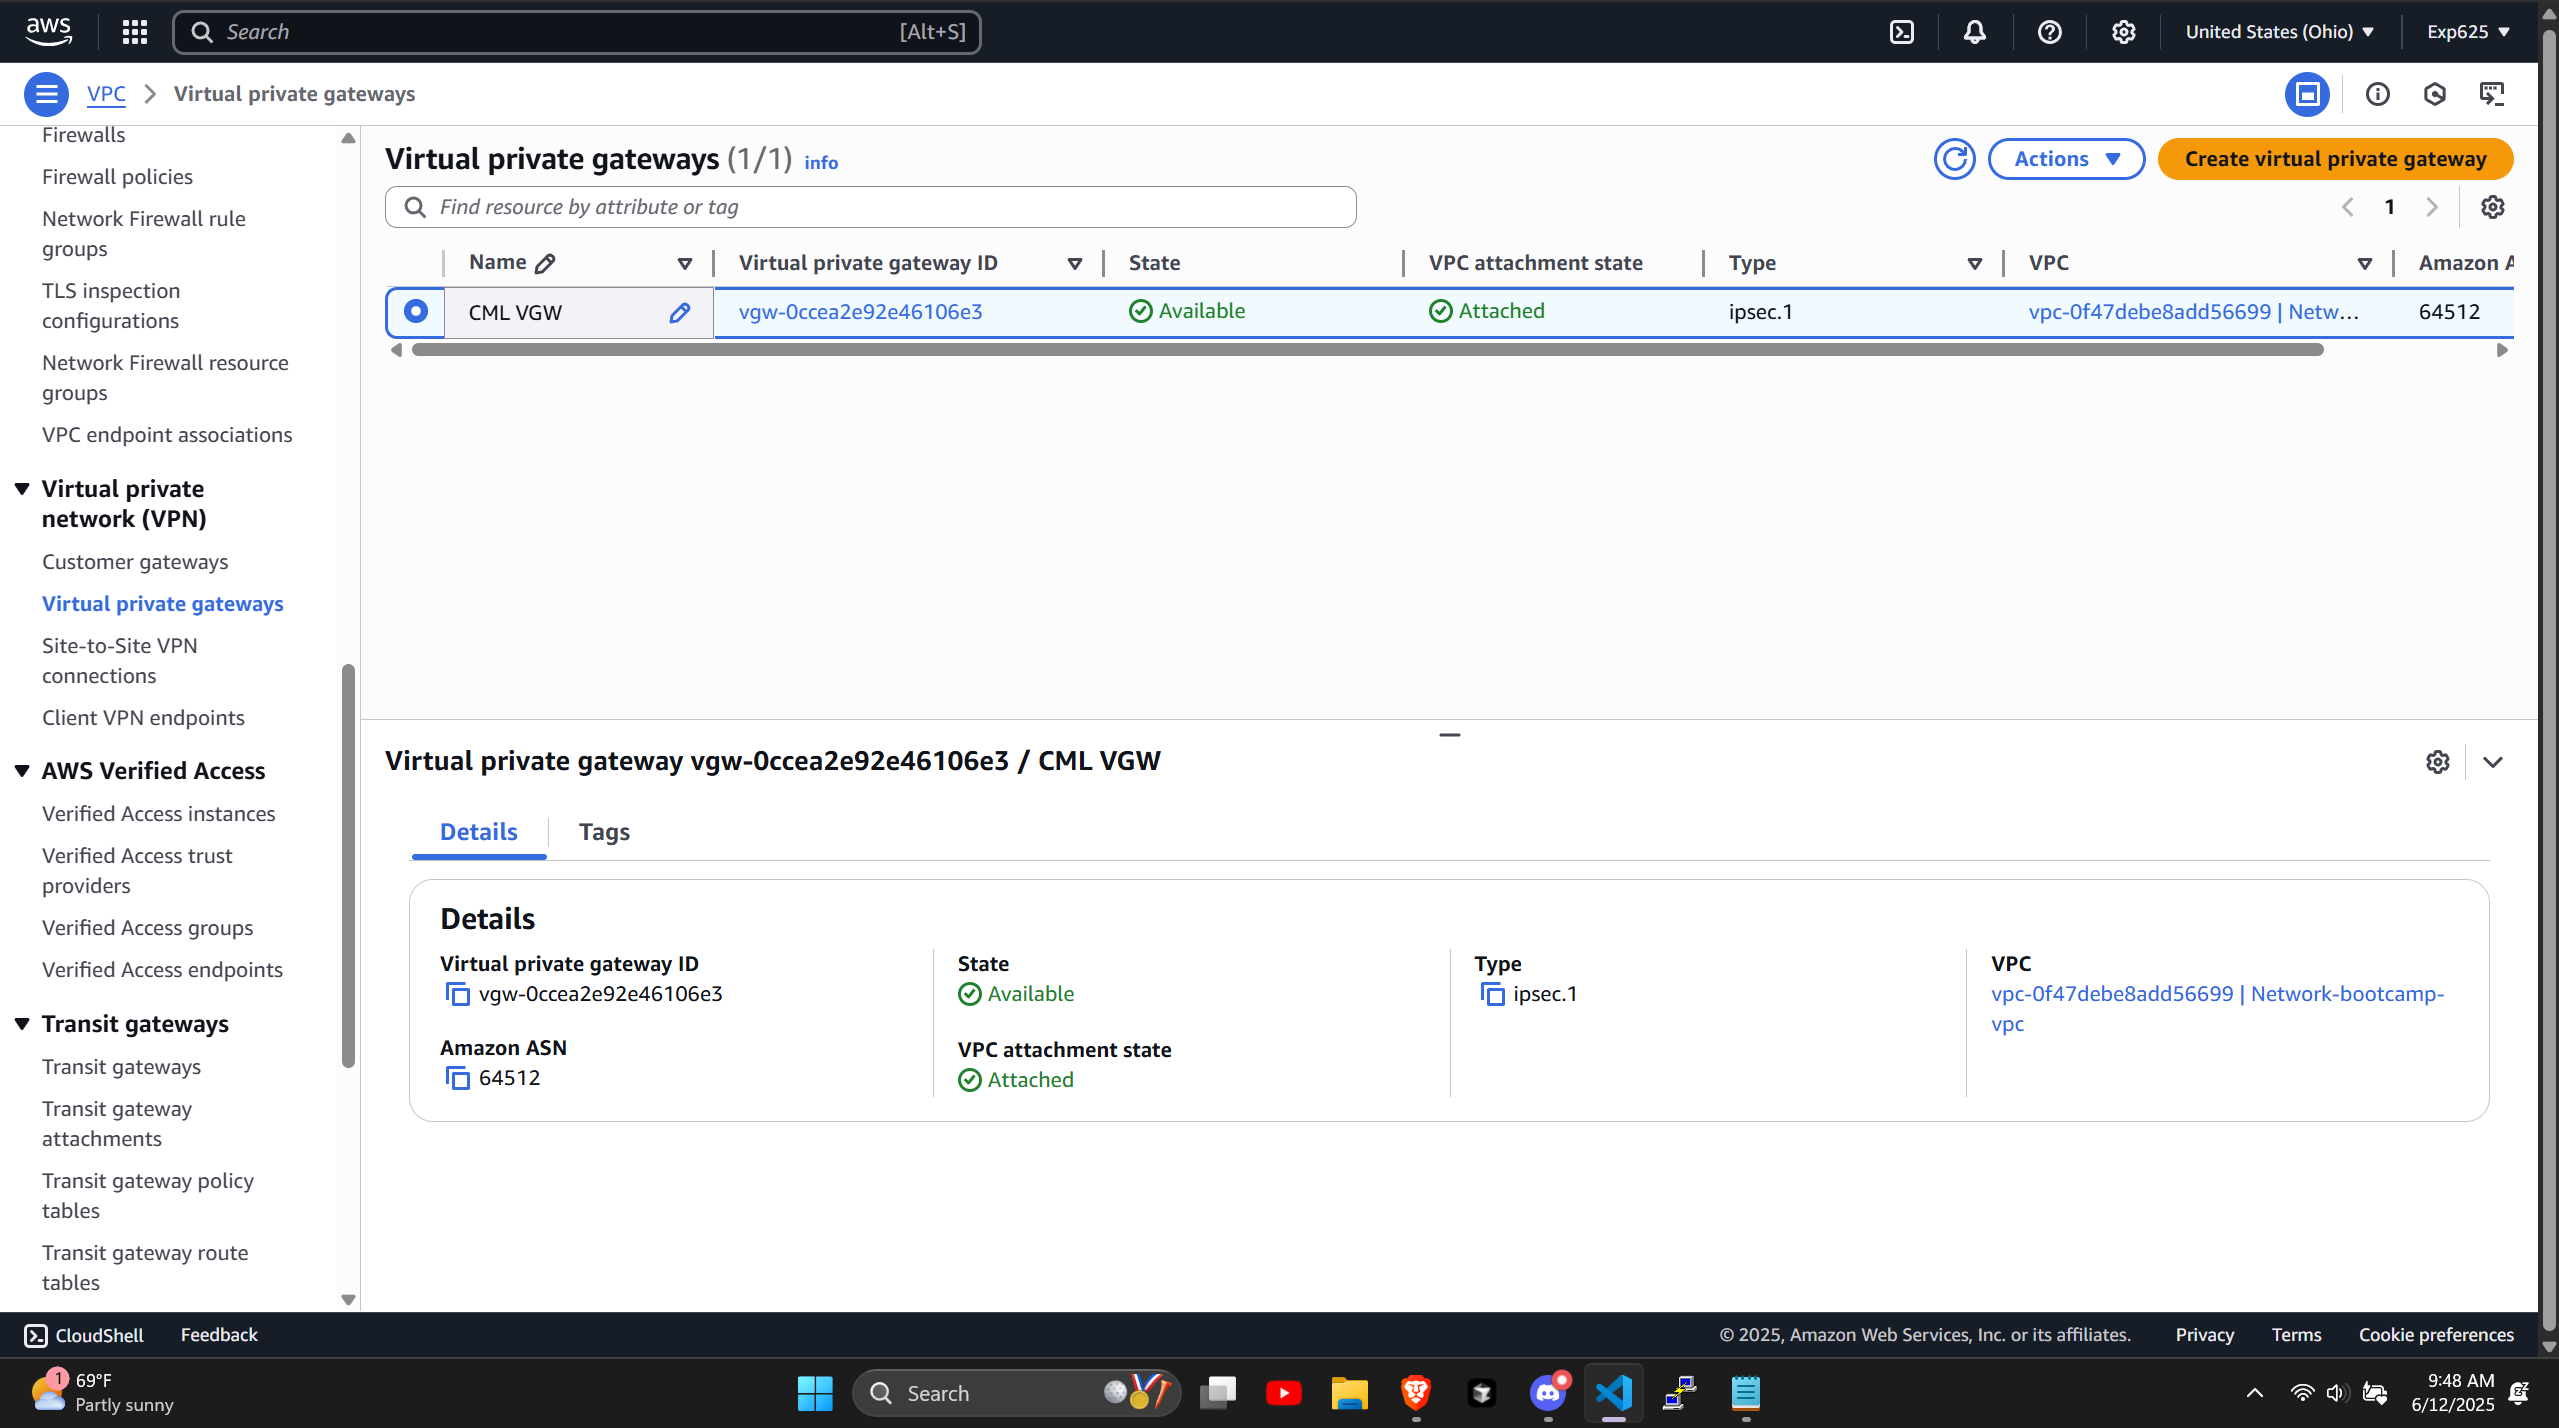 aws
Search [Alt+S]
United States (Ohio)
Exp625
VPC
Virtual private gateways
Firewalls
Firewall policies
Network Firewall rule
groups
TLS inspection
configurations
Network Firewall resource
groups
VPC endpoint associations
Virtual private
network (VPN)
Customer gateways
Virtual private gateways
Site-to-Site VPN
connections
Client VPN endpoints
AWS Verified Access
Verified Access instances
Verified Access trust
providers
Verified Access groups
Verified Access endpoints
Transit gateways
Transit gateways
Transit gateway
attachments
Transit gateway policy
tables
Transit gateway route
tables
Virtual private gateways (1/1) info
Actions
Create virtual private gateway
Find resource by attribute or tag
1
Name Virtual private gateway ID State VPC attachment state Type VPC Amazon A
CML VGW vgw-0ccea2e92e46106e3 Available Attached ipsec.1 vpc-0f47debe8add56699 | Netw... 64512
Virtual private gateway vgw-0ccea2e92e46106e3 / CML VGW
Details Tags
Details
Virtual private gateway ID
vgw-0ccea2e92e46106e3
Amazon ASN
64512
State
Available
VPC attachment state
Attached
Type
ipsec.1
VPC
vpc-0f47debe8add56699 | Network-bootcamp-
vpc
CloudShell Feedback © 2025, Amazon Web Services, Inc. or its affiliates. Privacy Terms Cookie preferences
1
69°F
Partly sunny
Search
9:48 AM
6/12/2025